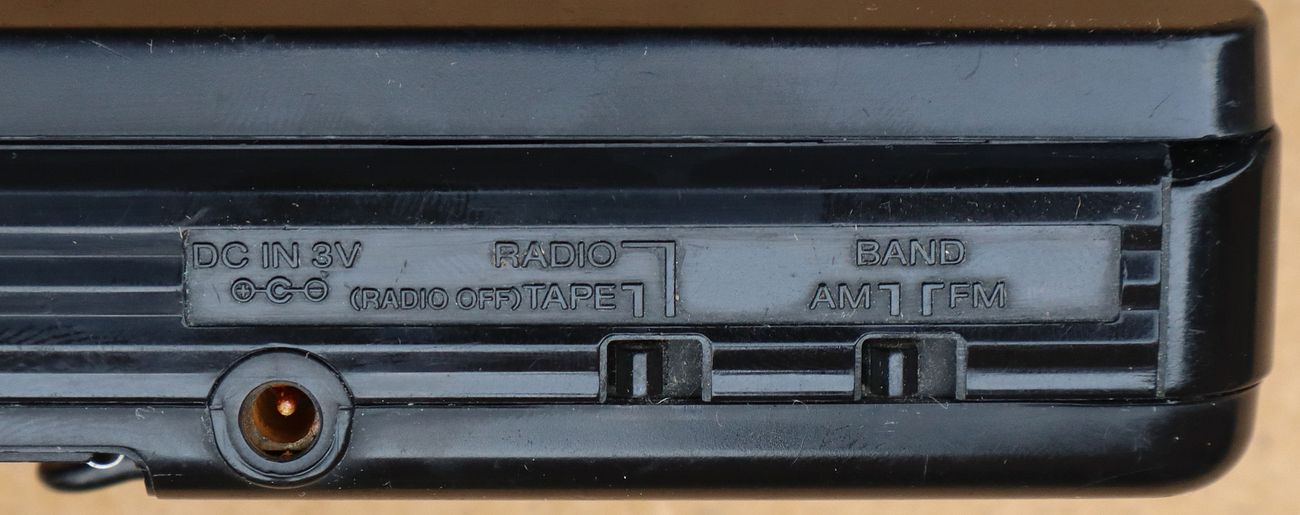 DC IN 3V RADIO BAND
(RADIO OFF) TAPE AM FM